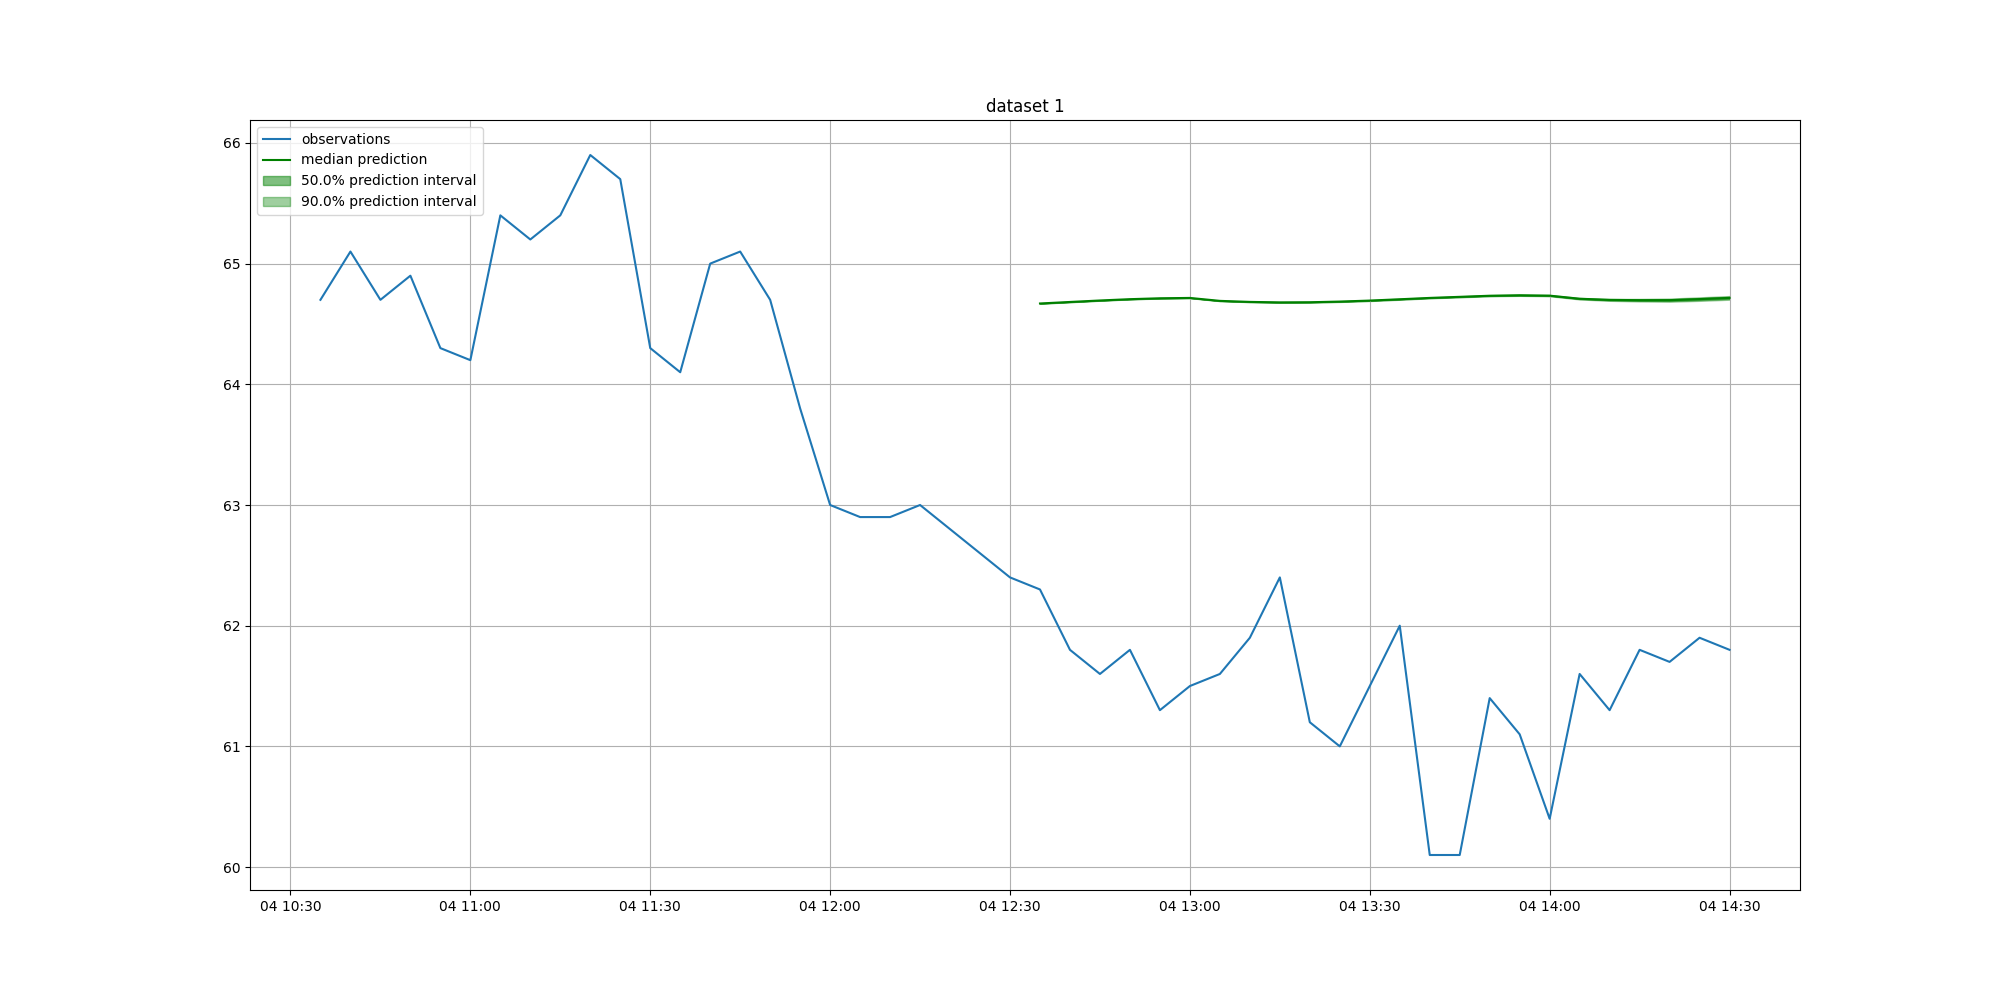 dataset 1
observations
median prediction
50.0% prediction interval
90.0% prediction interval
66
65
64
63
62
61
60
04 10:30 04 11:00 04 11:30 04 12:00 04 12:30 04 13:00 04 13:30 04 14:00 04 14:30